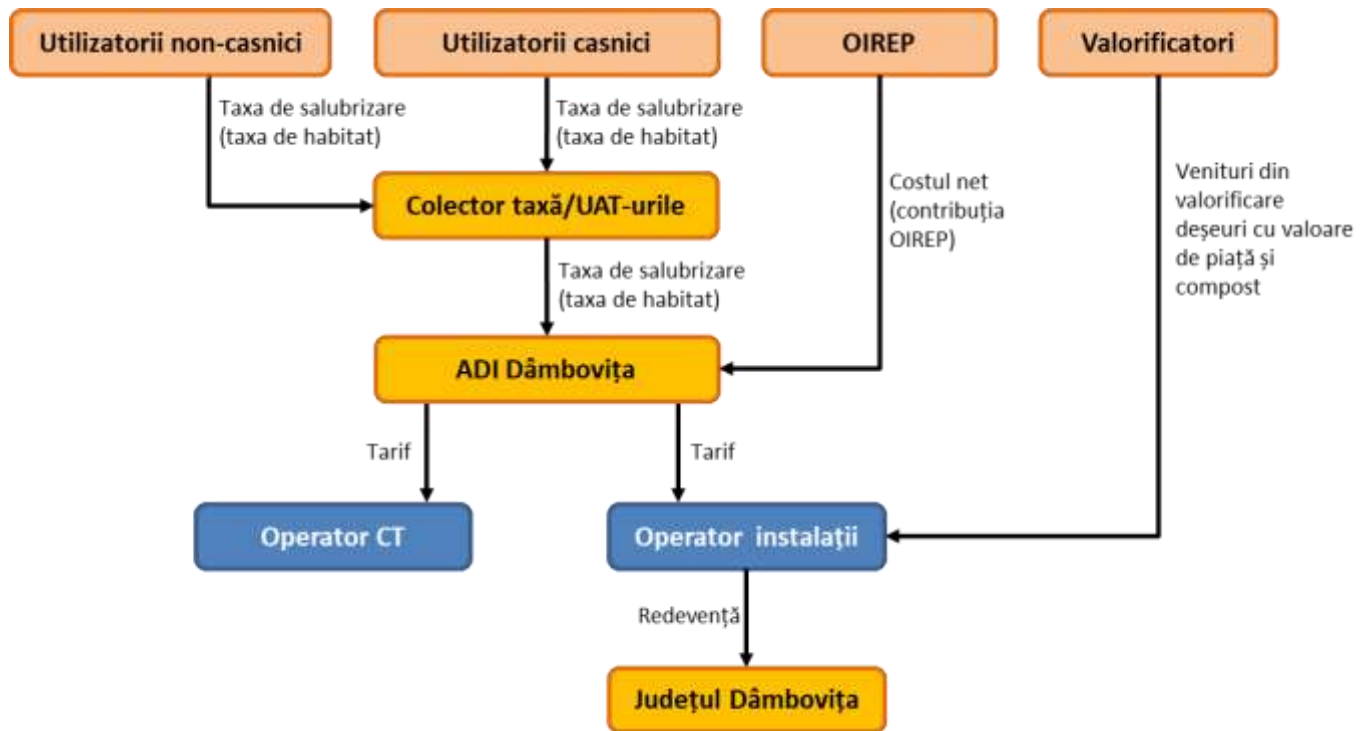 Utilizatorii non-casnici
Utilizatorii casnici
OIREP
Valorificatori
Taxa de salubrizare
(taxa de habitat)
Taxa de salubrizare
(taxa de habitat)
Costul net
(contribuția
OIREP)
Venituri din
valorificare
deșeuri cu valoare
de piață și
compost
Colector taxă/UAT-urile
Taxa de salubrizare
(taxa de habitat)
ADI Dâmbovița
Tarif
Tarif
Operator CT
Operator instalații
Redevență
Județul Dâmbovița